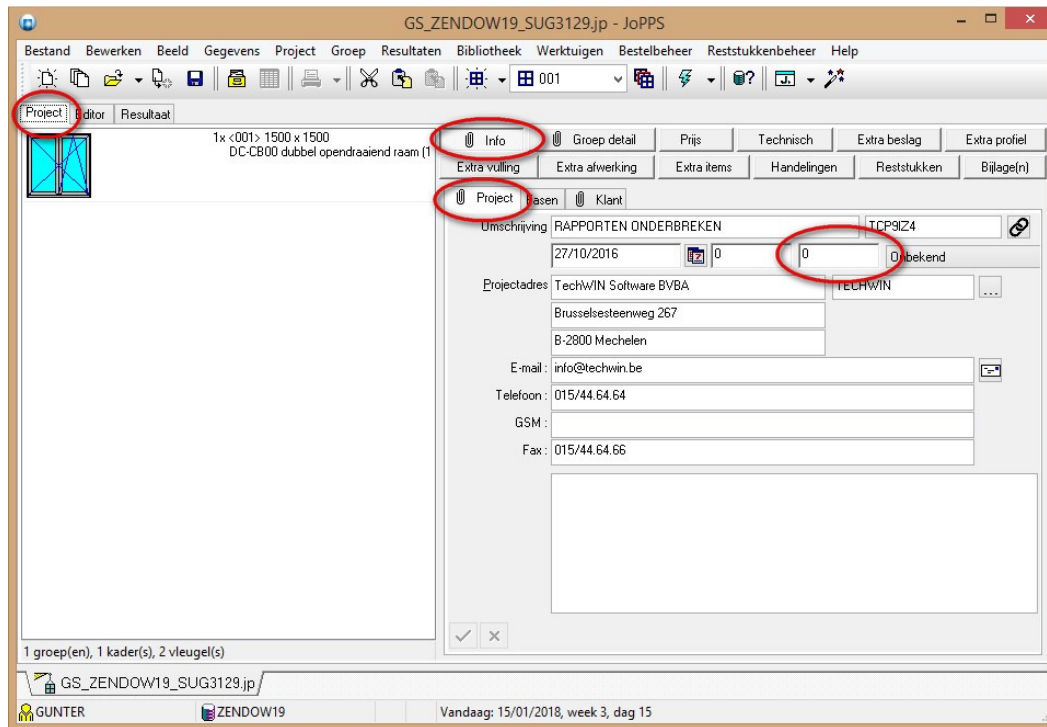 GS_ZENDOW19_SUG3129.jp - JoPPS
Bestand Bewerken Beeld Gegevens Project Groep Resultaten Bibliotheek Werktuigen Bestelbeheer Reststukkenbeheer Help
001
Project Editor Resultaat
1x <001> 1500 x 1500
DC-CB00 dubbel opendraaiend raam (1
Info Groep detail Prijs Technisch Extra beslag Extra profiel
Extra vulling Extra afwerking Extra items Handelingen Reststukken Bijlage(n)
Project Fasen Klant
Omschrijving RAPPORTEN ONDERBREKEN TCP9IZ4
27/10/2016 0 0 Onbekend
Projectadres TechWIN Software BVBA TECHWIN ...
Brusselsesteenweg 267
B-2800 Mechelen
E-mail : info@techwin.be
Telefoon : 015/44.64.64
GSM :
Fax : 015/44.64.66
1 groep(en), 1 kader(s), 2 vleugel(s)
GS_ZENDOW19_SUG3129.jp
GUNTER ZENDOW19 Vandaag: 15/01/2018, week 3, dag 15